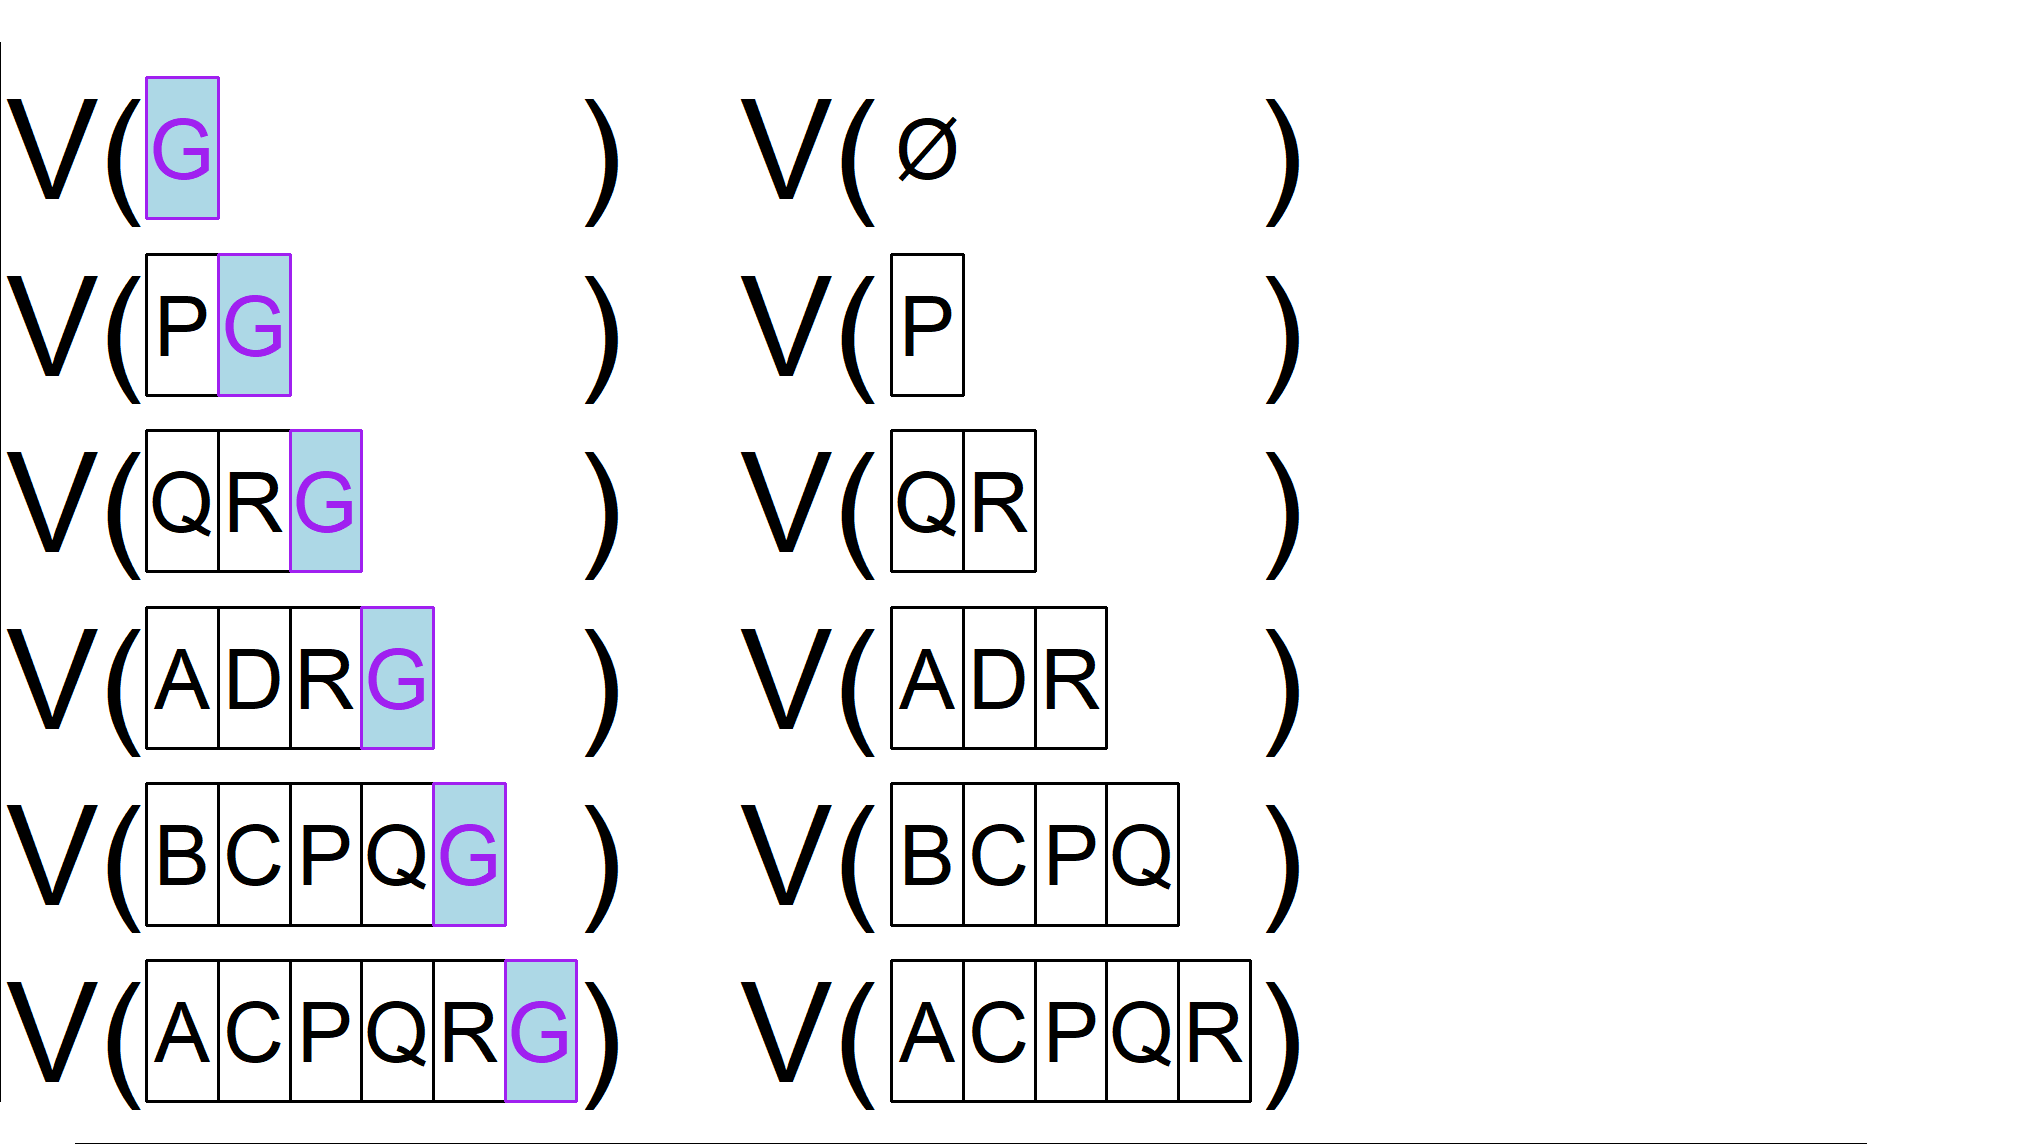 V(G) V(Ø)
V(PG) V(P)
V(QRG) V(QR)
V(ADRG) V(ADR)
V(BCPQG) V(BCPQ)
V(ACPQRG) V(ACPQR)